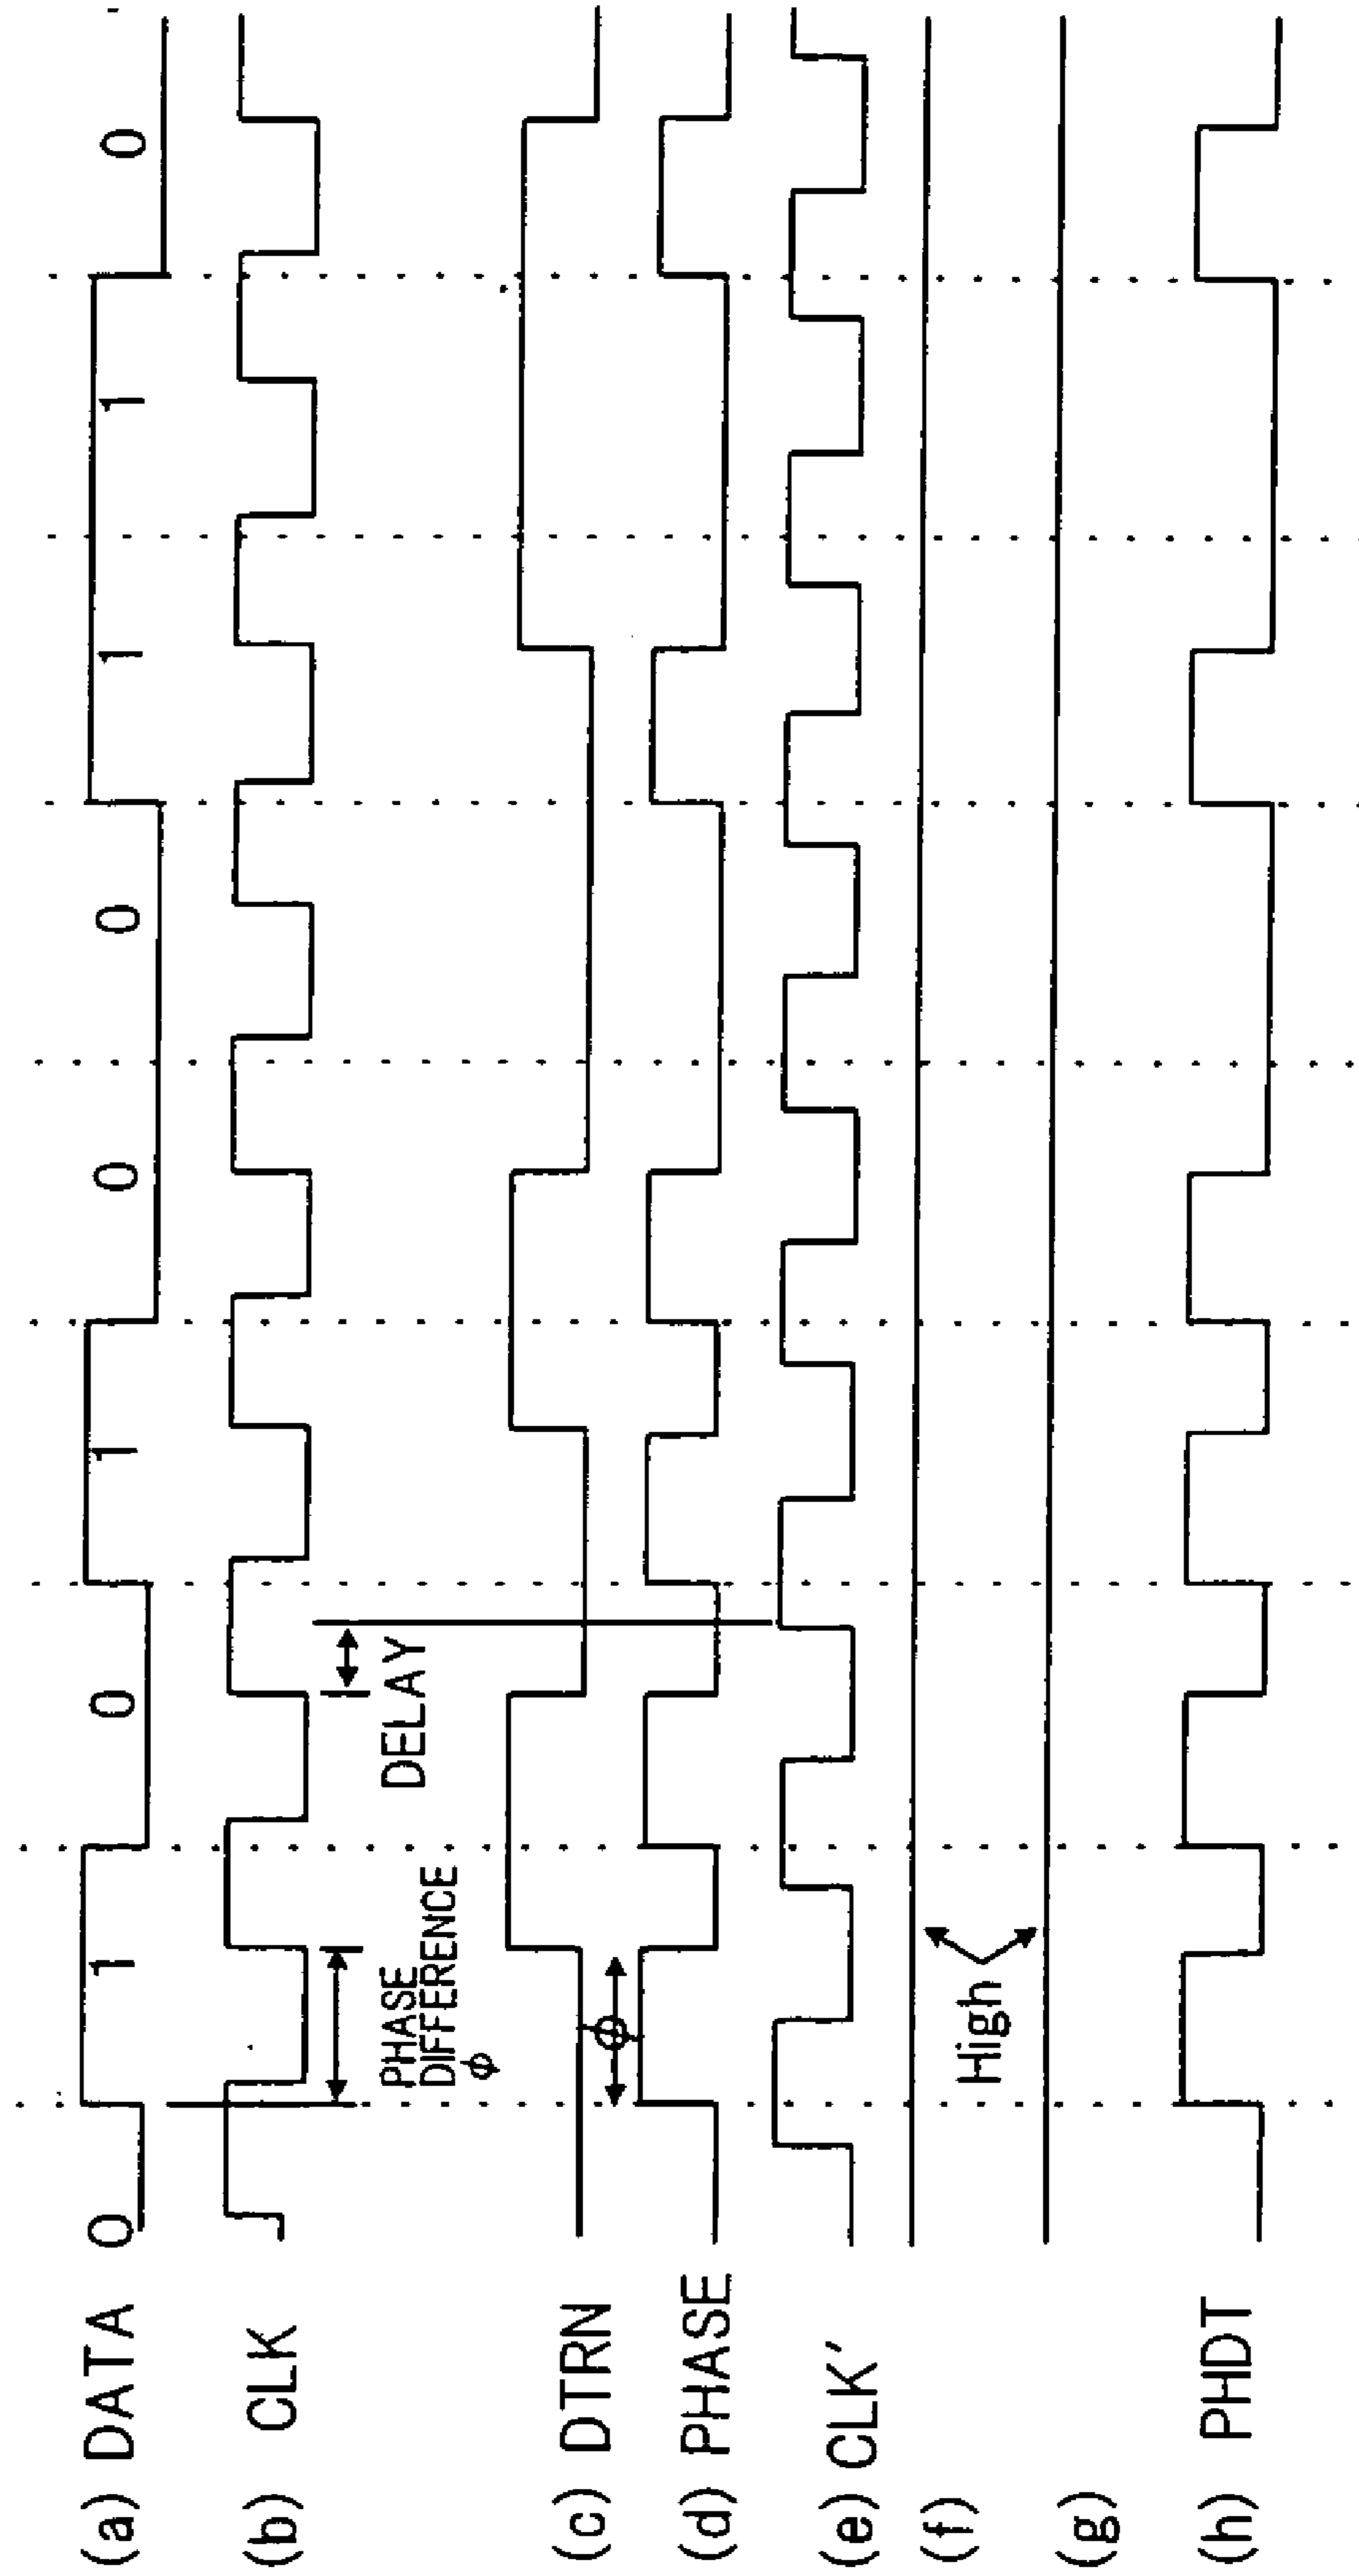 (a) DATA 0 1 0 1 0 0 1 1 0
(b) CLK
PHASE
DIFFERENCE
φ
DELAY
(c) DTRN
φ
(d) PHASE
(e) CLK'
(f)
High
(g)
(h) PHDT